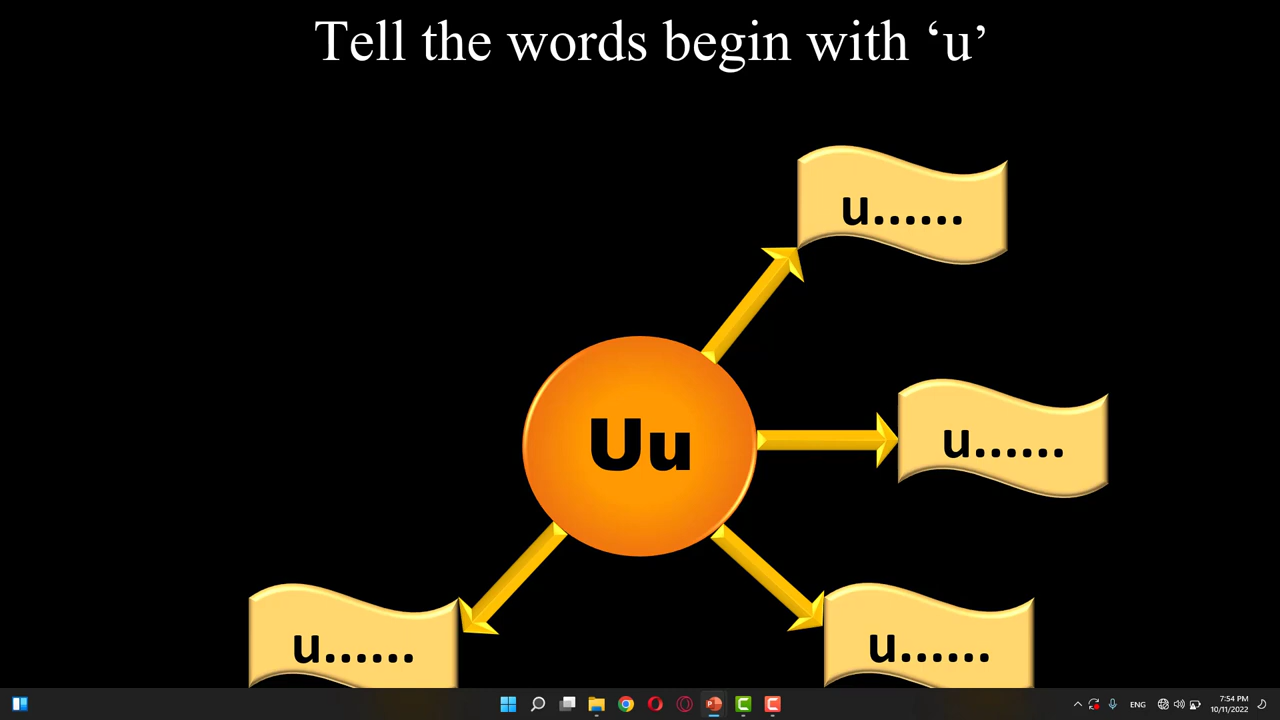 Tell the words begin with ‘u’
u......
Uu
u......
u......
u......
ENG
7:54 PM
10/11/2022